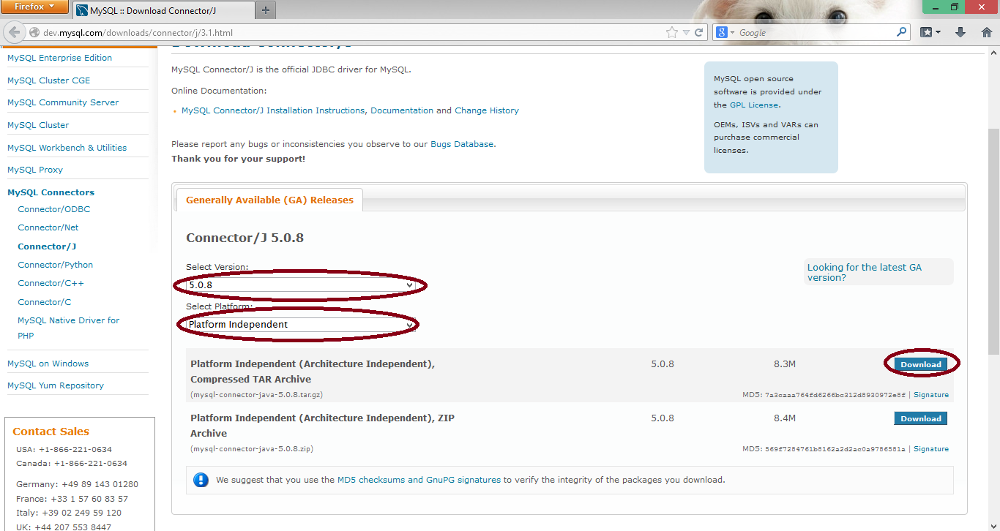 Firefox
MySQL :: Download Connector/J
dev.mysql.com/downloads/connector/j/3.1.html
Google
MySQL Enterprise Edition
MySQL Cluster CGE
MySQL Community Server
MySQL Cluster
MySQL Workbench & Utilities
MySQL Proxy
MySQL Connectors
Connector/ODBC
Connector/Net
Connector/J
Connector/Python
Connector/C++
Connector/C
MySQL Native Driver for
PHP
MySQL on Windows
MySQL Yum Repository
Contact Sales
USA: +1-866-221-0634
Canada: +1-866-221-0634
Germany: +49 89 143 01280
France: +33 1 57 60 83 57
Italy: +39 02 249 59 120
UK: +44 207 553 8447
Download Connector/J
MySQL Connector/J is the official JDBC driver for MySQL.
Online Documentation:
MySQL Connector/J Installation Instructions, Documentation and Change History
Please report any bugs or inconsistencies you observe to our Bugs Database.
Thank you for your support!
MySQL open source
software is provided under
the GPL License.
OEMs, ISVs and VARs can
purchase commercial
licenses.
Generally Available (GA) Releases
Connector/J 5.0.8
Select Version:
5.0.8
Looking for the latest GA
version?
Select Platform:
Platform Independent
Platform Independent (Architecture Independent),
Compressed TAR Archive
5.0.8 8.3M Download
(mysql-connector-java-5.0.8.tar.gz)
MD5: 7a3caaa764fd6266bc312d8930972e8f | Signature
Platform Independent (Architecture Independent), ZIP
Archive
5.0.8 8.4M Download
(mysql-connector-java-5.0.8.zip)
MD5: 569f7284761b8162a2d2ac0a9786581a | Signature
We suggest that you use the MD5 checksums and GnuPG signatures to verify the integrity of the packages you download.